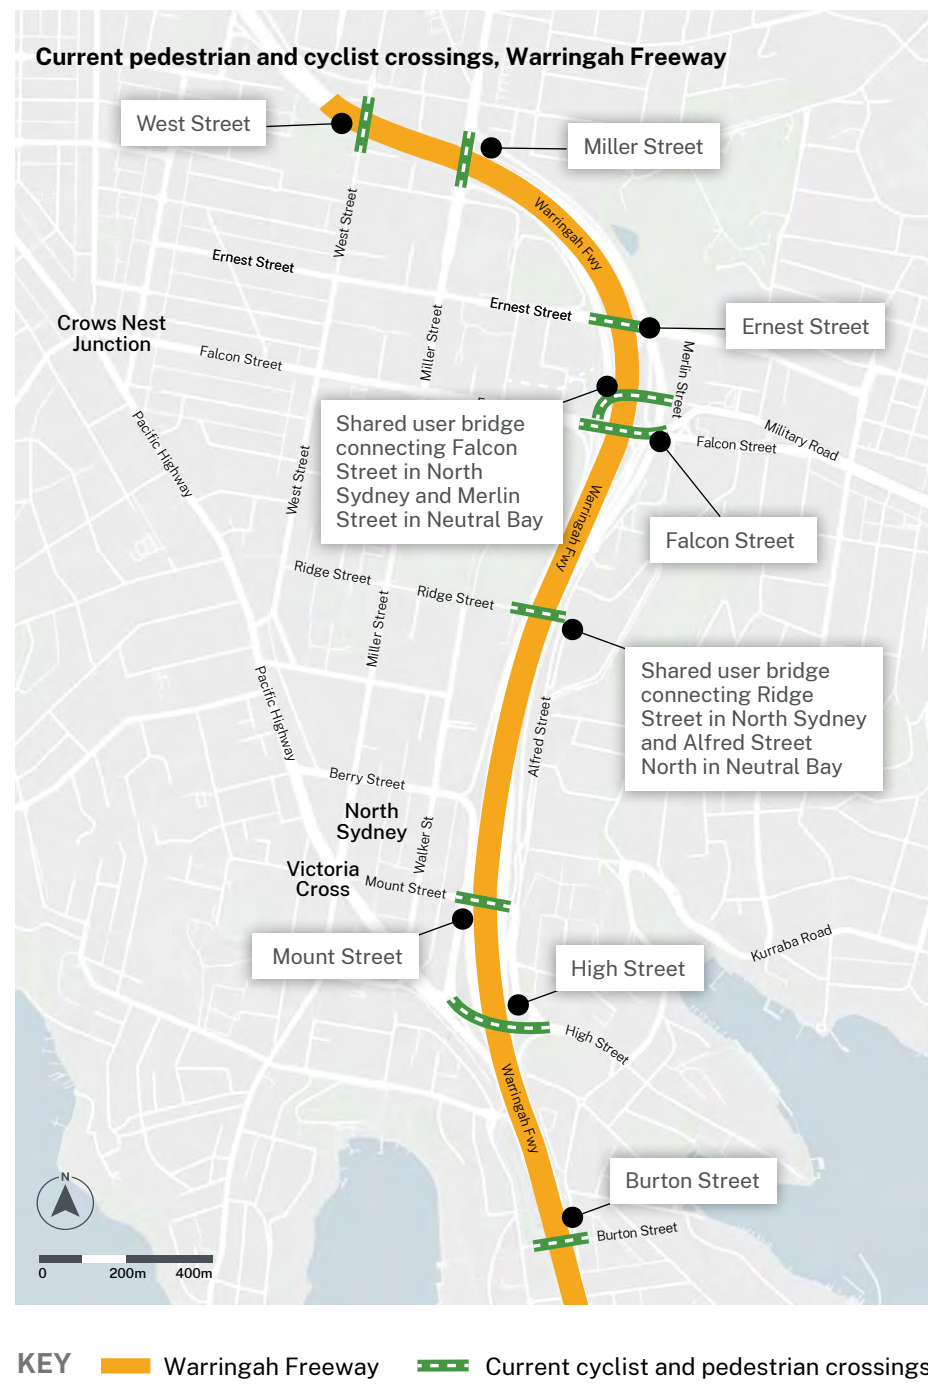 Current pedestrian and cyclist crossings, Warringah Freeway
West Street
Miller Street
West Street
Warringah Fwy
Ernest Street
Ernest Street
Ernest Street
Crows Nest
Junction
Miller Street
Merlin Street
Falcon Street
Shared user bridge
connecting Falcon
Street in North
Sydney and Merlin
Street in Neutral Bay
Pacific Highway
Military Road
Falcon Street
West Street
Warringah Fwy
Falcon Street
Ridge Street
Ridge Street
Miller Street
Shared user bridge
connecting Ridge
Street in North Sydney
and Alfred Street
North in Neutral Bay
Pacific Highway
Alfred Street
Berry Street
North
Sydney
Walker St
Victoria
Cross
Mount Street
Mount Street
Kurraba Road
High Street
High Street
Warringah Fwy
Burton Street
Burton Street
N
0 200m 400m
KEY Warringah Freeway Current cyclist and pedestrian crossings